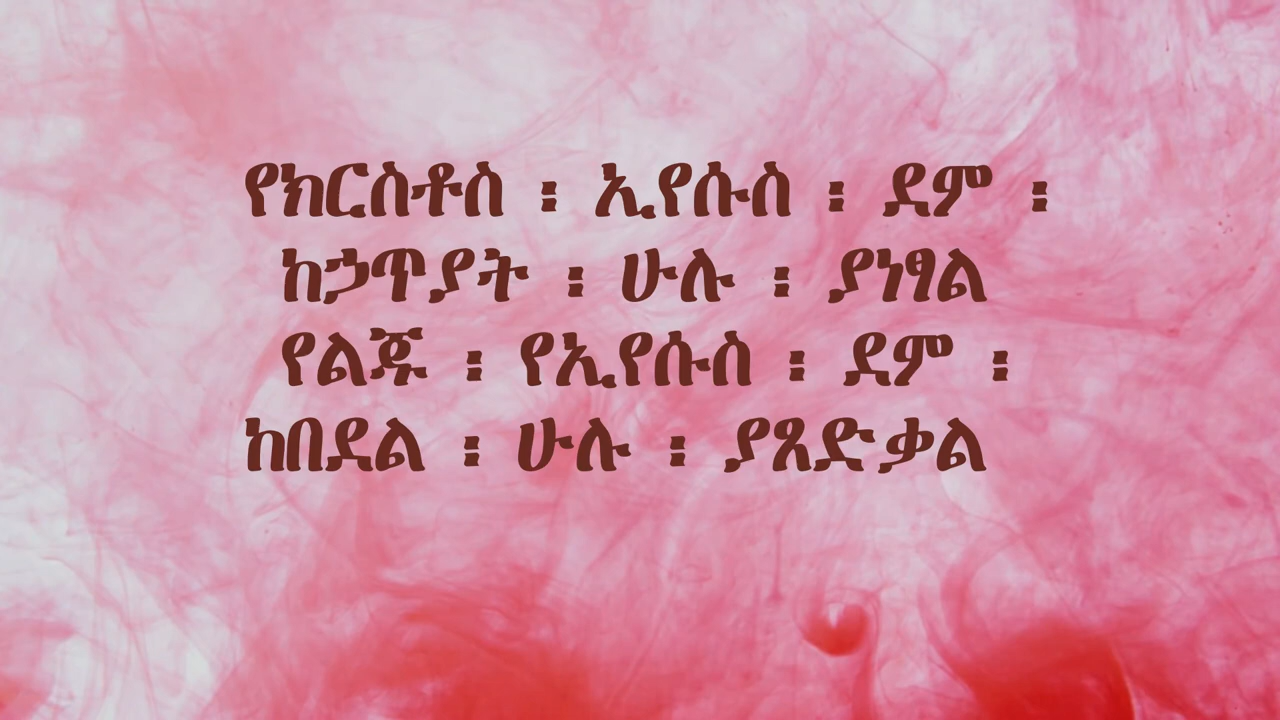 የክርስቶስ ፡ ኢየሱስ ፡ ደም ፡
ከኃጥያት ፡ ሁሉ ፡ ያነፃል
የልጁ ፡ የኢየሱስ ፡ ደም ፡
ከበደል ፡ ሁሉ ፡ ያጸድቃል